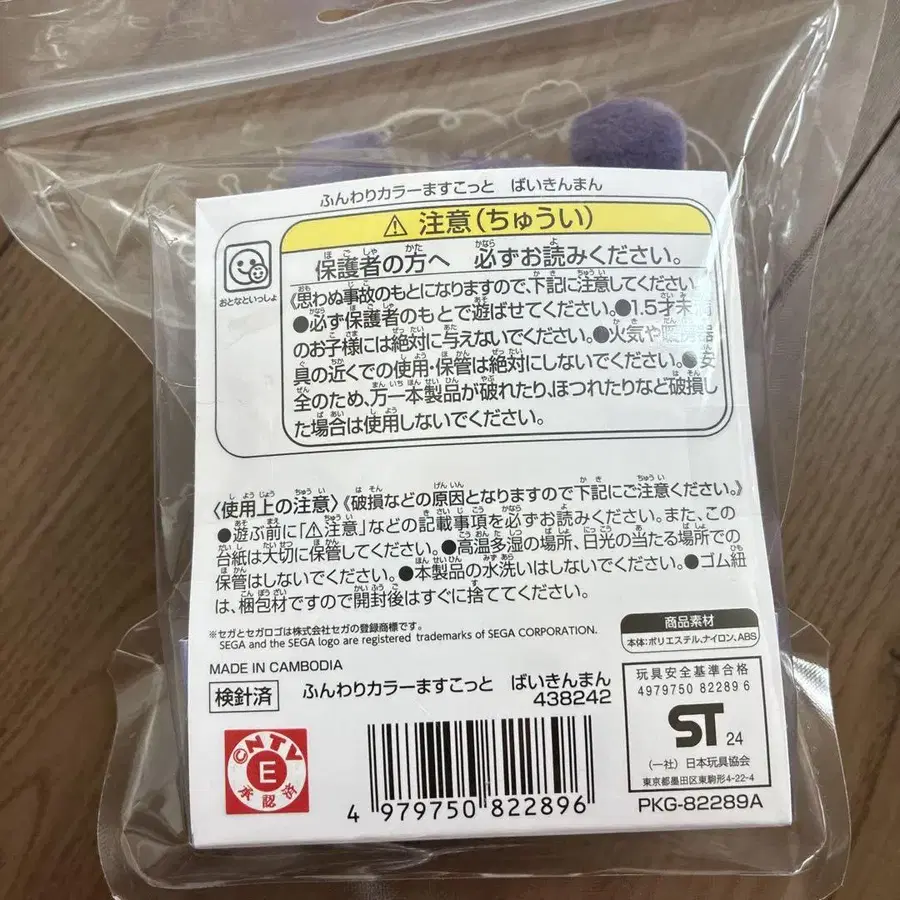 ふんわりカラーますこっと ばいきんまん
⚠ 注意(ちゅうい)
おとなといっしょ
保護者の方へ 必ずお読みください。
《思わぬ事故のもとになりますので、下記に注意してください。
●必ず保護者のもとで遊ばせてください。●1.5才未満
のお子様には絶対に与えないでください。●火気や暖房器
具の近くでの使用・保管は絶対にしないでください。●安
全のため、万一本製品が破れたり、ほつれたりなど破損し
た場合は使用しないでください。
〈使用上の注意〉《破損などの原因となりますので下記にご注意ください。》
●遊ぶ前に「⚠注意」などの記載事項を必ずお読みください。また、この
台紙は大切に保管してください。●高温多湿の場所、日光の当たる場所での
保管はしないでください。●本製品の水洗いはしないでください。●ゴム紐
は、梱包材ですので開封後はすぐに捨ててください。
※セガとセガロゴは株式会社セガの登録商標です。
SEGA and the SEGA logo are registered trademarks of SEGA CORPORATION.
商品素材
本体:ポリエステル,ナイロン,ABS
MADE IN CAMBODIA
検針済
ふんわりカラーますこっと ばいきんまん
438242
玩具安全基準合格
4979750 82289 6
ST 24
(一社)日本玩具協会
東京都墨田区東駒形4-22-4
©NTV
E
承認済
4 979750 822896
PKG-82289A